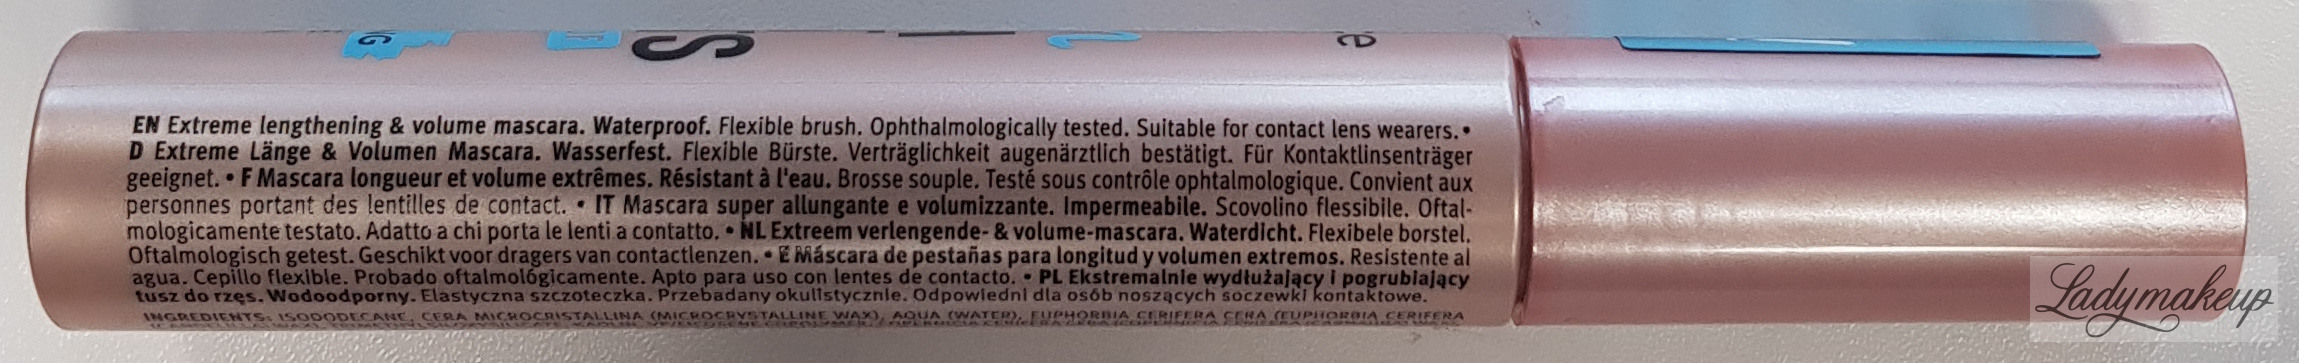 EN Extreme lengthening & volume mascara. Waterproof. Flexible brush. Ophthalmologically tested. Suitable for contact lens wearers. •
D Extreme Länge & Volumen Mascara. Wasserfest. Flexible Bürste. Verträglichkeit augenärztlich bestätigt. Für Kontaktlinsenträger
geeignet. • F Mascara longueur et volume extrêmes. Résistant à l'eau. Brosse souple. Testé sous contrôle ophtalmologique. Convient aux
personnes portant des lentilles de contact. • IT Mascara super allungante e volumizzante. Impermeabile. Scovolino flessibile. Oftal-
mologicamente testato. Adatto a chi porta le lenti a contatto. • NL Extreem verlengende- & volume-mascara. Waterdicht. Flexibele borstel.
Oftalmologisch getest. Geschikt voor dragers van contactlenzen. • E Máscara de pestañas para longitud y volumen extremos. Resistente al
agua. Cepillo flexible. Probado oftalmológicamente. Apto para uso con lentes de contacto. • PL Ekstremalnie wydłużający i pogrubiający
tusz do rzęs. Wodoodporny. Elastyczna szczoteczka. Przebadany okulistycznie. Odpowiedni dla osób noszących soczewki kontaktowe.
INGREDIENTS: ISODODECANE, CERA MICROCRISTALLINA (MICROCRYSTALLINE WAX), AQUA (WATER), EUPHORBIA CERIFERA CERA (EUPHORBIA CERIFERA
Ladymakeup